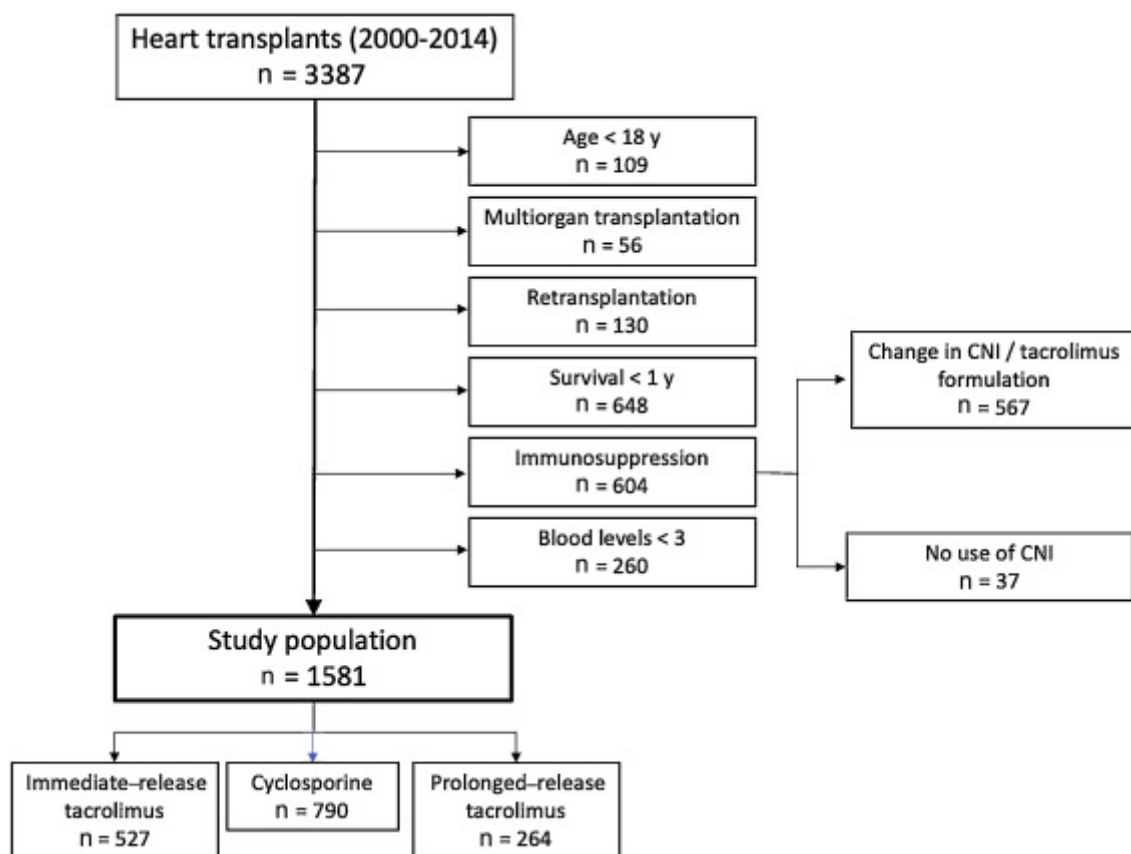 Heart transplants (2000-2014)
n = 3387
Age < 18 y
n = 109
Multiorgan transplantation
n = 56
Retransplantation
n = 130
Survival < 1 y
n = 648
Change in CNI / tacrolimus
formulation
n = 567
Immunosuppression
n = 604
Blood levels < 3
n = 260
No use of CNI
n = 37
Study population
n = 1581
Immediate–release
tacrolimus
n = 527
Cyclosporine
n = 790
Prolonged–release
tacrolimus
n = 264